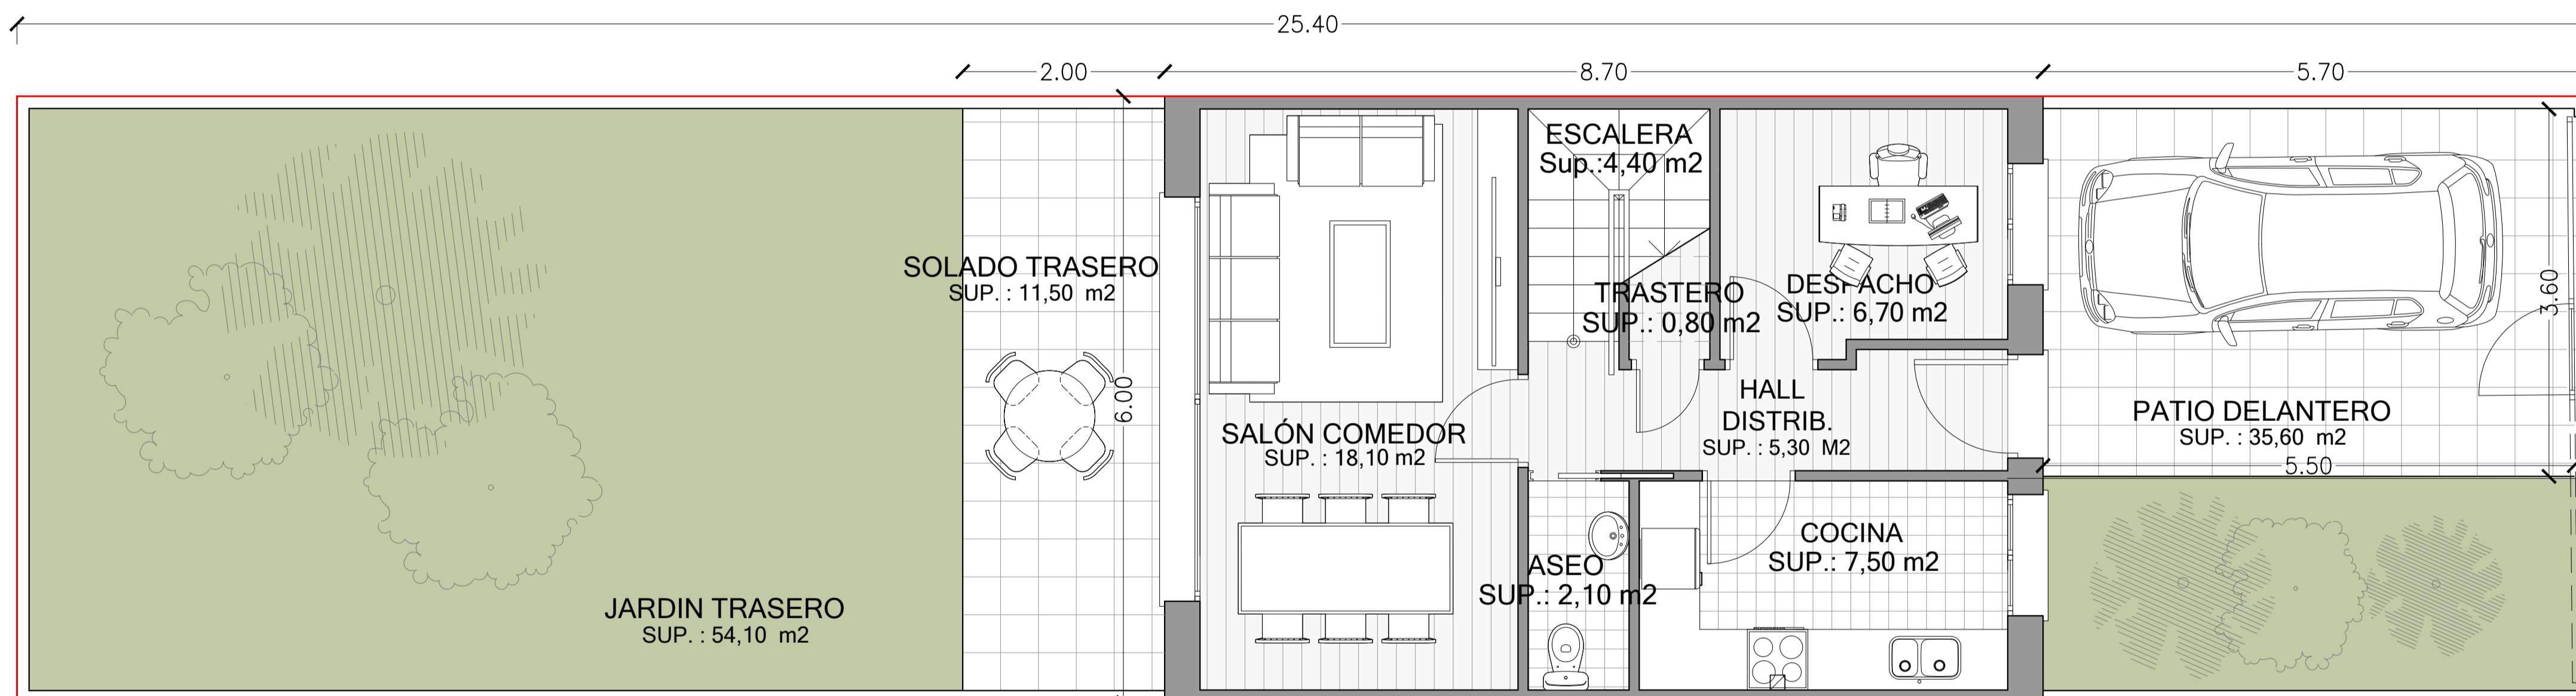 25.40
2.00
8.70
5.70
ESCALERA
Sup.:4,40 m2
SOLADO TRASERO
SUP. : 11,50 m2
TRASTERO
SUP.: 0,80 m2
DESPACHO
SUP.: 6,70 m2
3.60
6.00
HALL
DISTRIB.
SUP. : 5,30 M2
PATIO DELANTERO
SUP. : 35,60 m2
5.50
SALÓN COMEDOR
SUP. : 18,10 m2
COCINA
SUP.: 7,50 m2
ASEO
SUP.: 2,10 m2
JARDIN TRASERO
SUP. : 54,10 m2